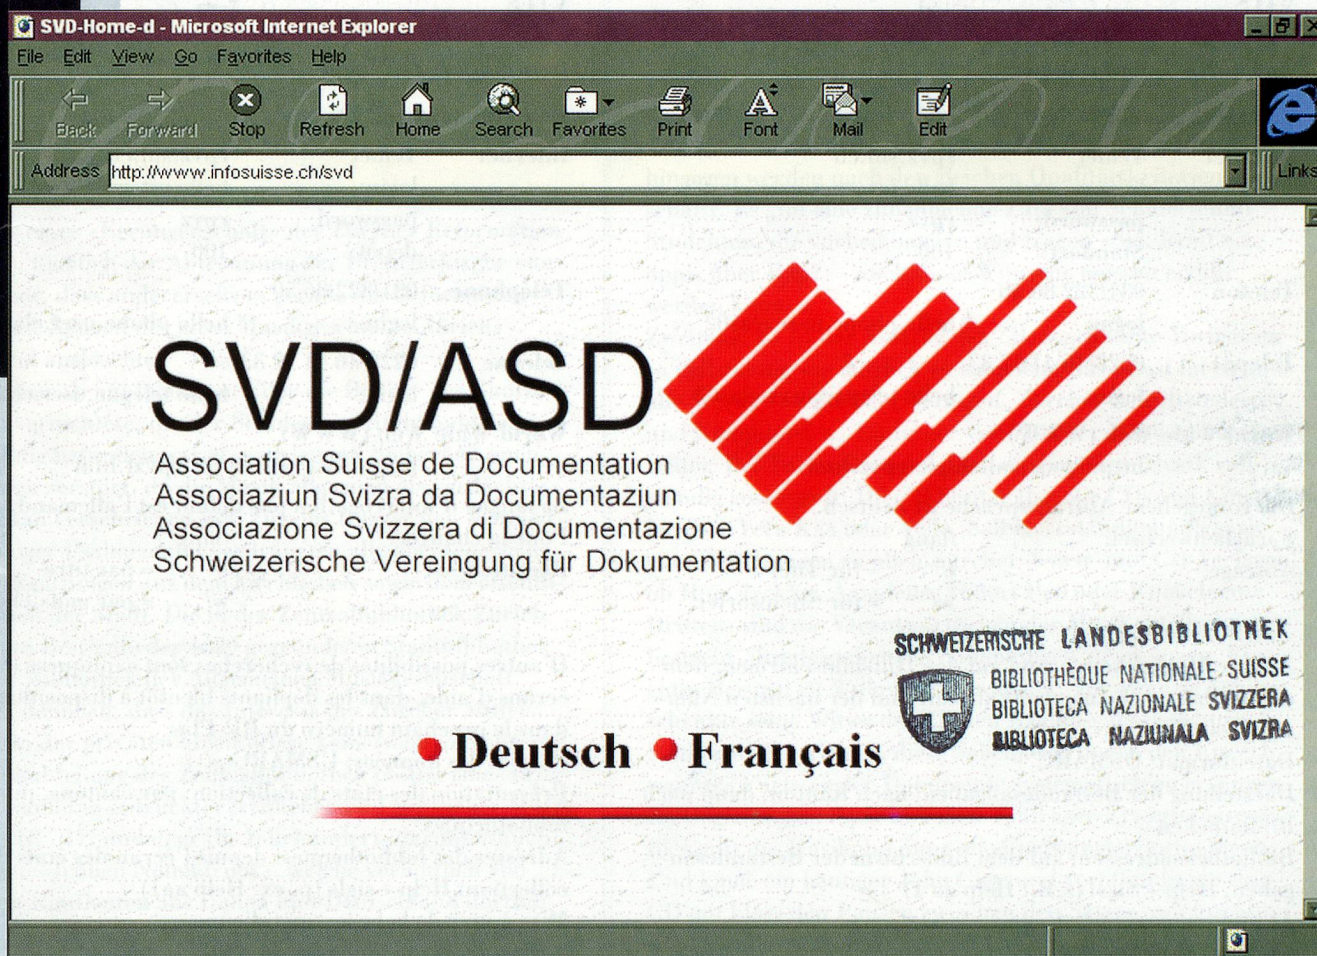 SVD-Home-d - Microsoft Internet Explorer
File Edit View Go Favorites Help
Back Forward Stop Refresh Home Search Favorites Print Font Mail Edit
Address http://www.infosuisse.ch/svd Links
SVD/ASD
Association Suisse de Documentation
Associaziun Svizra da Documentaziun
Associazione Svizzera di Documentazione
Schweizerische Vereingung für Dokumentation
SCHWEIZERISCHE LANDESBIBLIOTHEK
BIBLIOTHÈQUE NATIONALE SUISSE
BIBLIOTECA NAZIONALE SVIZZERA
BIBLIOTECA NAZIUNALA SVIZRA
• Deutsch • Français